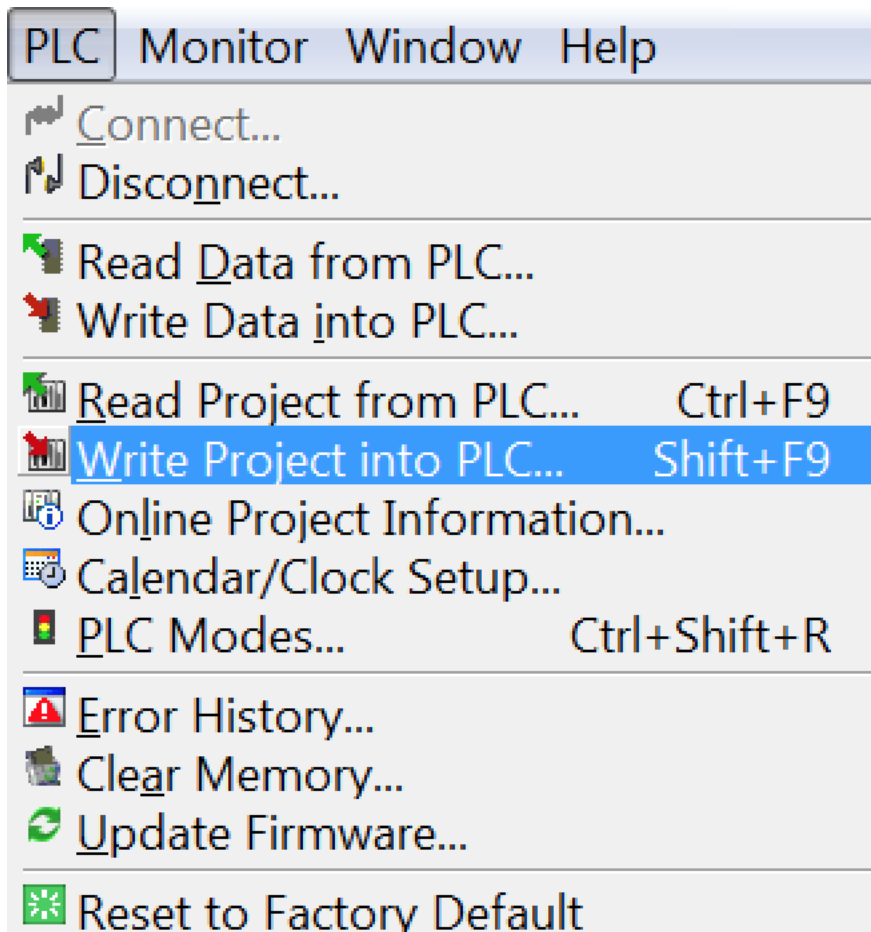 PLC Monitor Window Help
Connect...
Disconnect...
Read Data from PLC...
Write Data into PLC...
Read Project from PLC... Ctrl+F9
Write Project into PLC... Shift+F9
Online Project Information...
Calendar/Clock Setup...
PLC Modes... Ctrl+Shift+R
Error History...
Clear Memory...
Update Firmware...
Reset to Factory Default